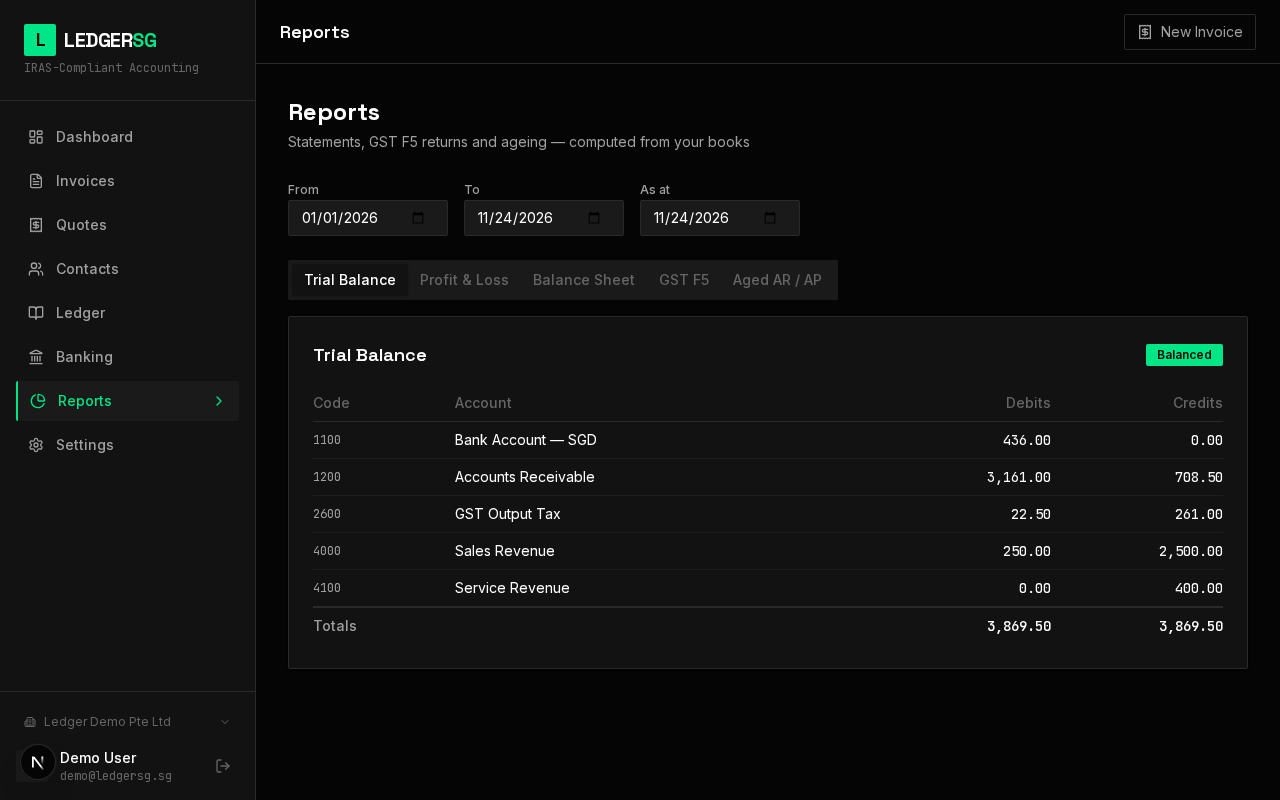 L LEDGERSG
IRAS-Compliant Accounting
Dashboard
Invoices
Quotes
Contacts
Ledger
Banking
Reports
Settings
Ledger Demo Pte Ltd
N Demo User
demo@ledgersg.sg
Reports
New Invoice
Reports
Statements, GST F5 returns and ageing — computed from your books
From To As at
01/01/2026 11/24/2026 11/24/2026
Trial Balance Profit & Loss Balance Sheet GST F5 Aged AR / AP
Trial Balance Balanced
Code Account Debits Credits
1100 Bank Account — SGD 436.00 0.00
1200 Accounts Receivable 3,161.00 708.50
2600 GST Output Tax 22.50 261.00
4000 Sales Revenue 250.00 2,500.00
4100 Service Revenue 0.00 400.00
Totals 3,869.50 3,869.50